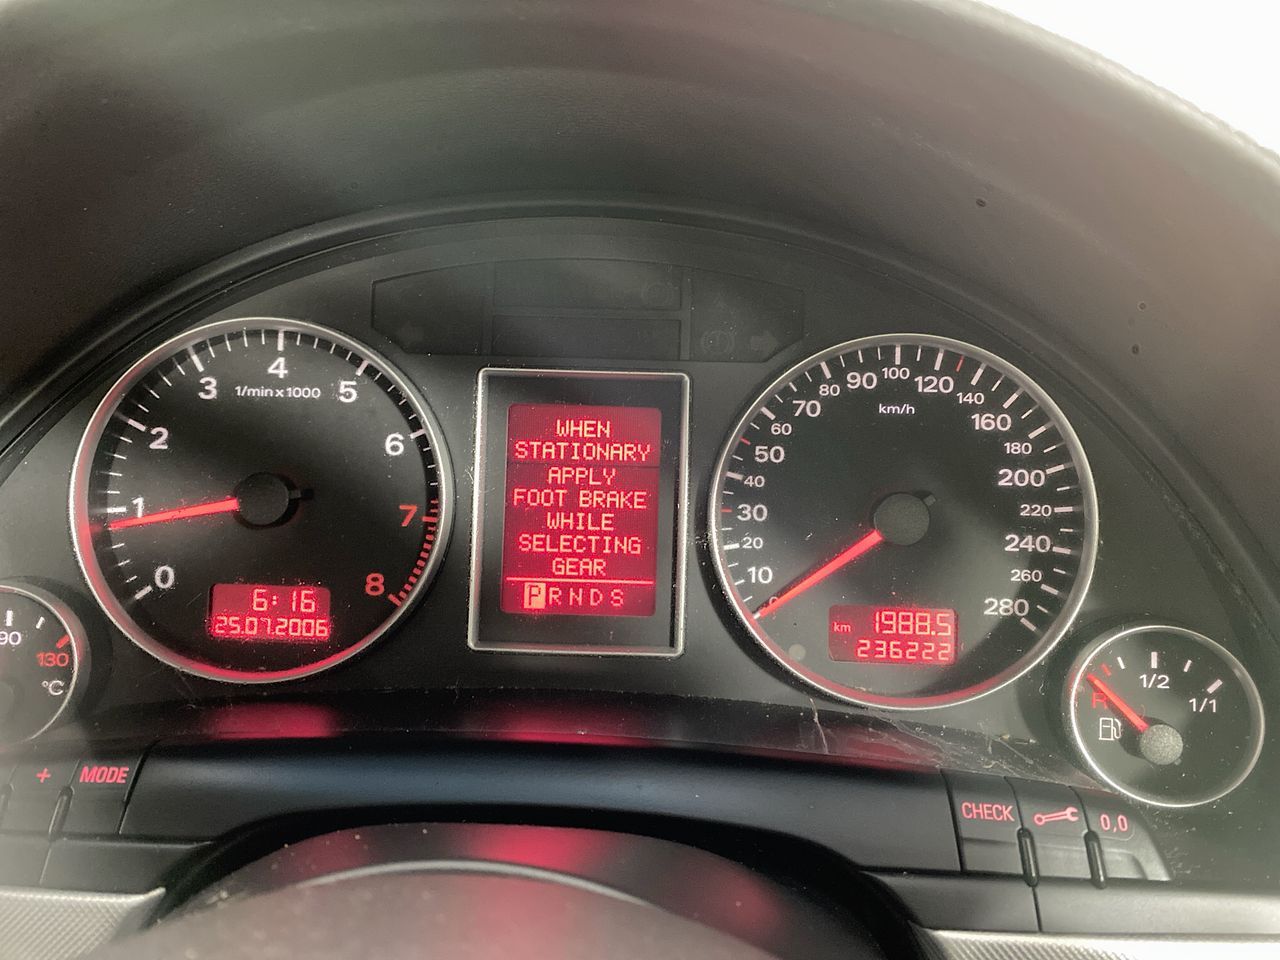 4
3
1/min x 1000
5
2
6
1
7
0
8
6:16
25.07.2006
90
130
°C
WHEN
STATIONARY
APPLY
FOOT BRAKE
WHILE
SELECTING
GEAR
PRNDS
100
90
120
80
140
70
km/h
160
60
180
50
200
40
220
30
240
20
260
10
280
0
km 1988.5
236222
1/2
R
1/1
+ MODE
CHECK
0,0